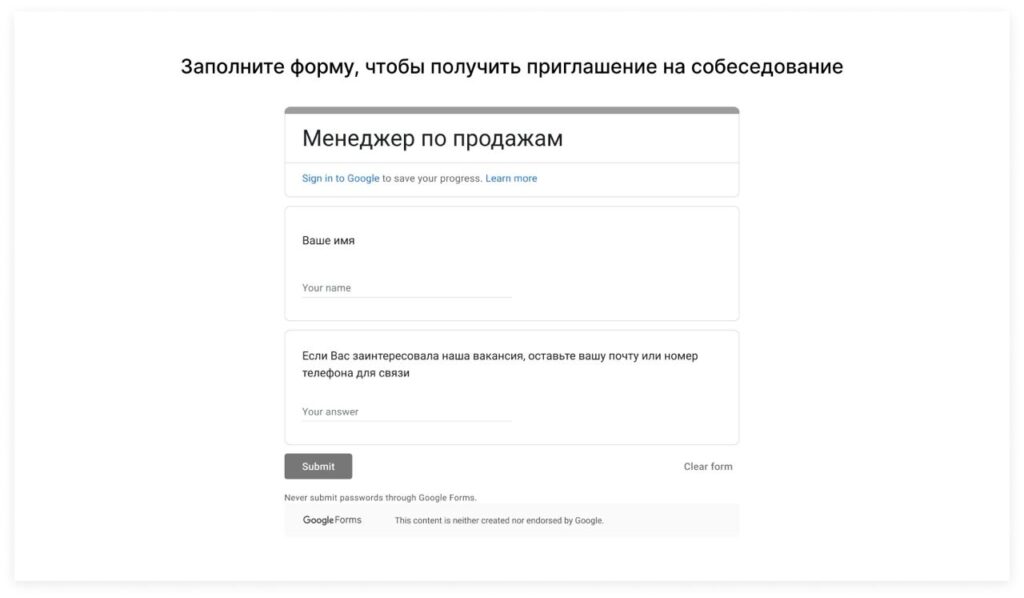 Заполните форму, чтобы получить приглашение на собеседование
Менеджер по продажам
Sign in to Google to save your progress. Learn more
Ваше имя
Your name
Если Вас заинтересовала наша вакансия, оставьте вашу почту или номер
телефона для связи
Your answer
Submit
Clear form
Never submit passwords through Google Forms.
Google Forms
This content is neither created nor endorsed by Google.